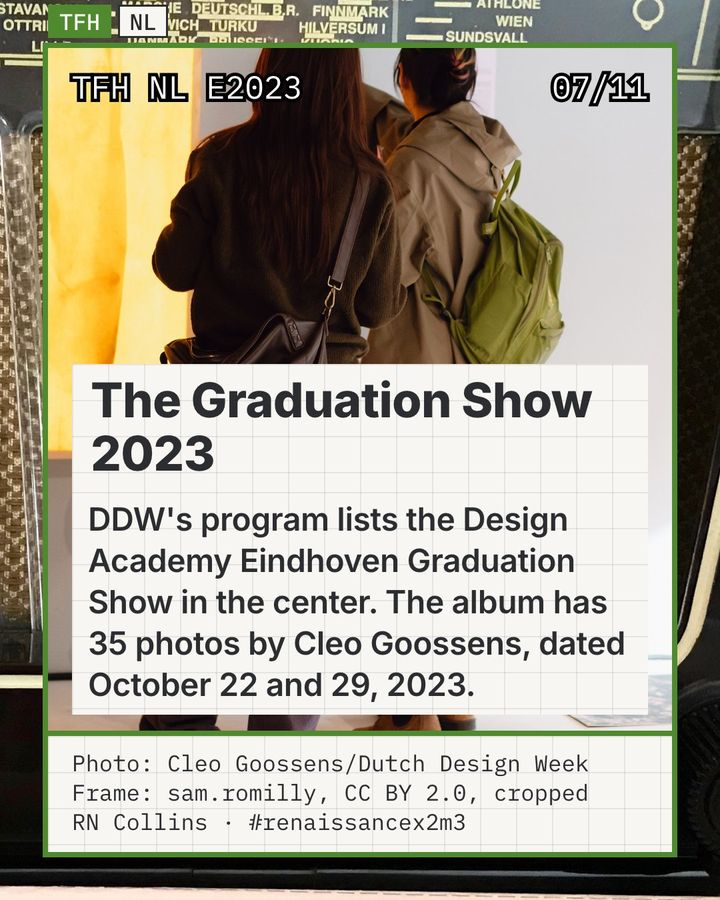 MARCHE DEUTSCHL. B.R. FINNMARK
ATHLONE
WICH TURKU HILVERSUM I
WIEN
DANMARK BRUSSEL
SUNDSVALL
TFH NL
TFH NL E2023 07/11
The Graduation Show
2023
DDW's program lists the Design
Academy Eindhoven Graduation
Show in the center. The album has
35 photos by Cleo Goossens, dated
October 22 and 29, 2023.
Photo: Cleo Goossens/Dutch Design Week
Frame: sam.romilly, CC BY 2.0, cropped
RN Collins · #renaissancex2m3